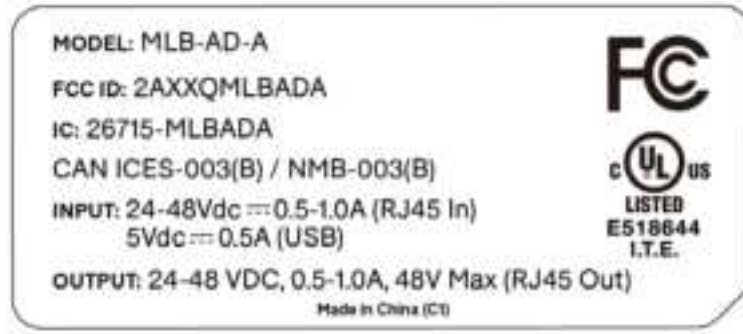 MODEL: MLB-AD-A
FCC ID: 2AXXQMLBADA
IC: 26715-MLBADA
CAN ICES-003(B) / NMB-003(B)
INPUT: 24-48Vdc ⎓ 0.5-1.0A (RJ45 In)
5Vdc ⎓ 0.5A (USB)
OUTPUT: 24-48 VDC, 0.5-1.0A, 48V Max (RJ45 Out)
Made in China (C1)
FC
C UL US
LISTED
E518644
I.T.E.